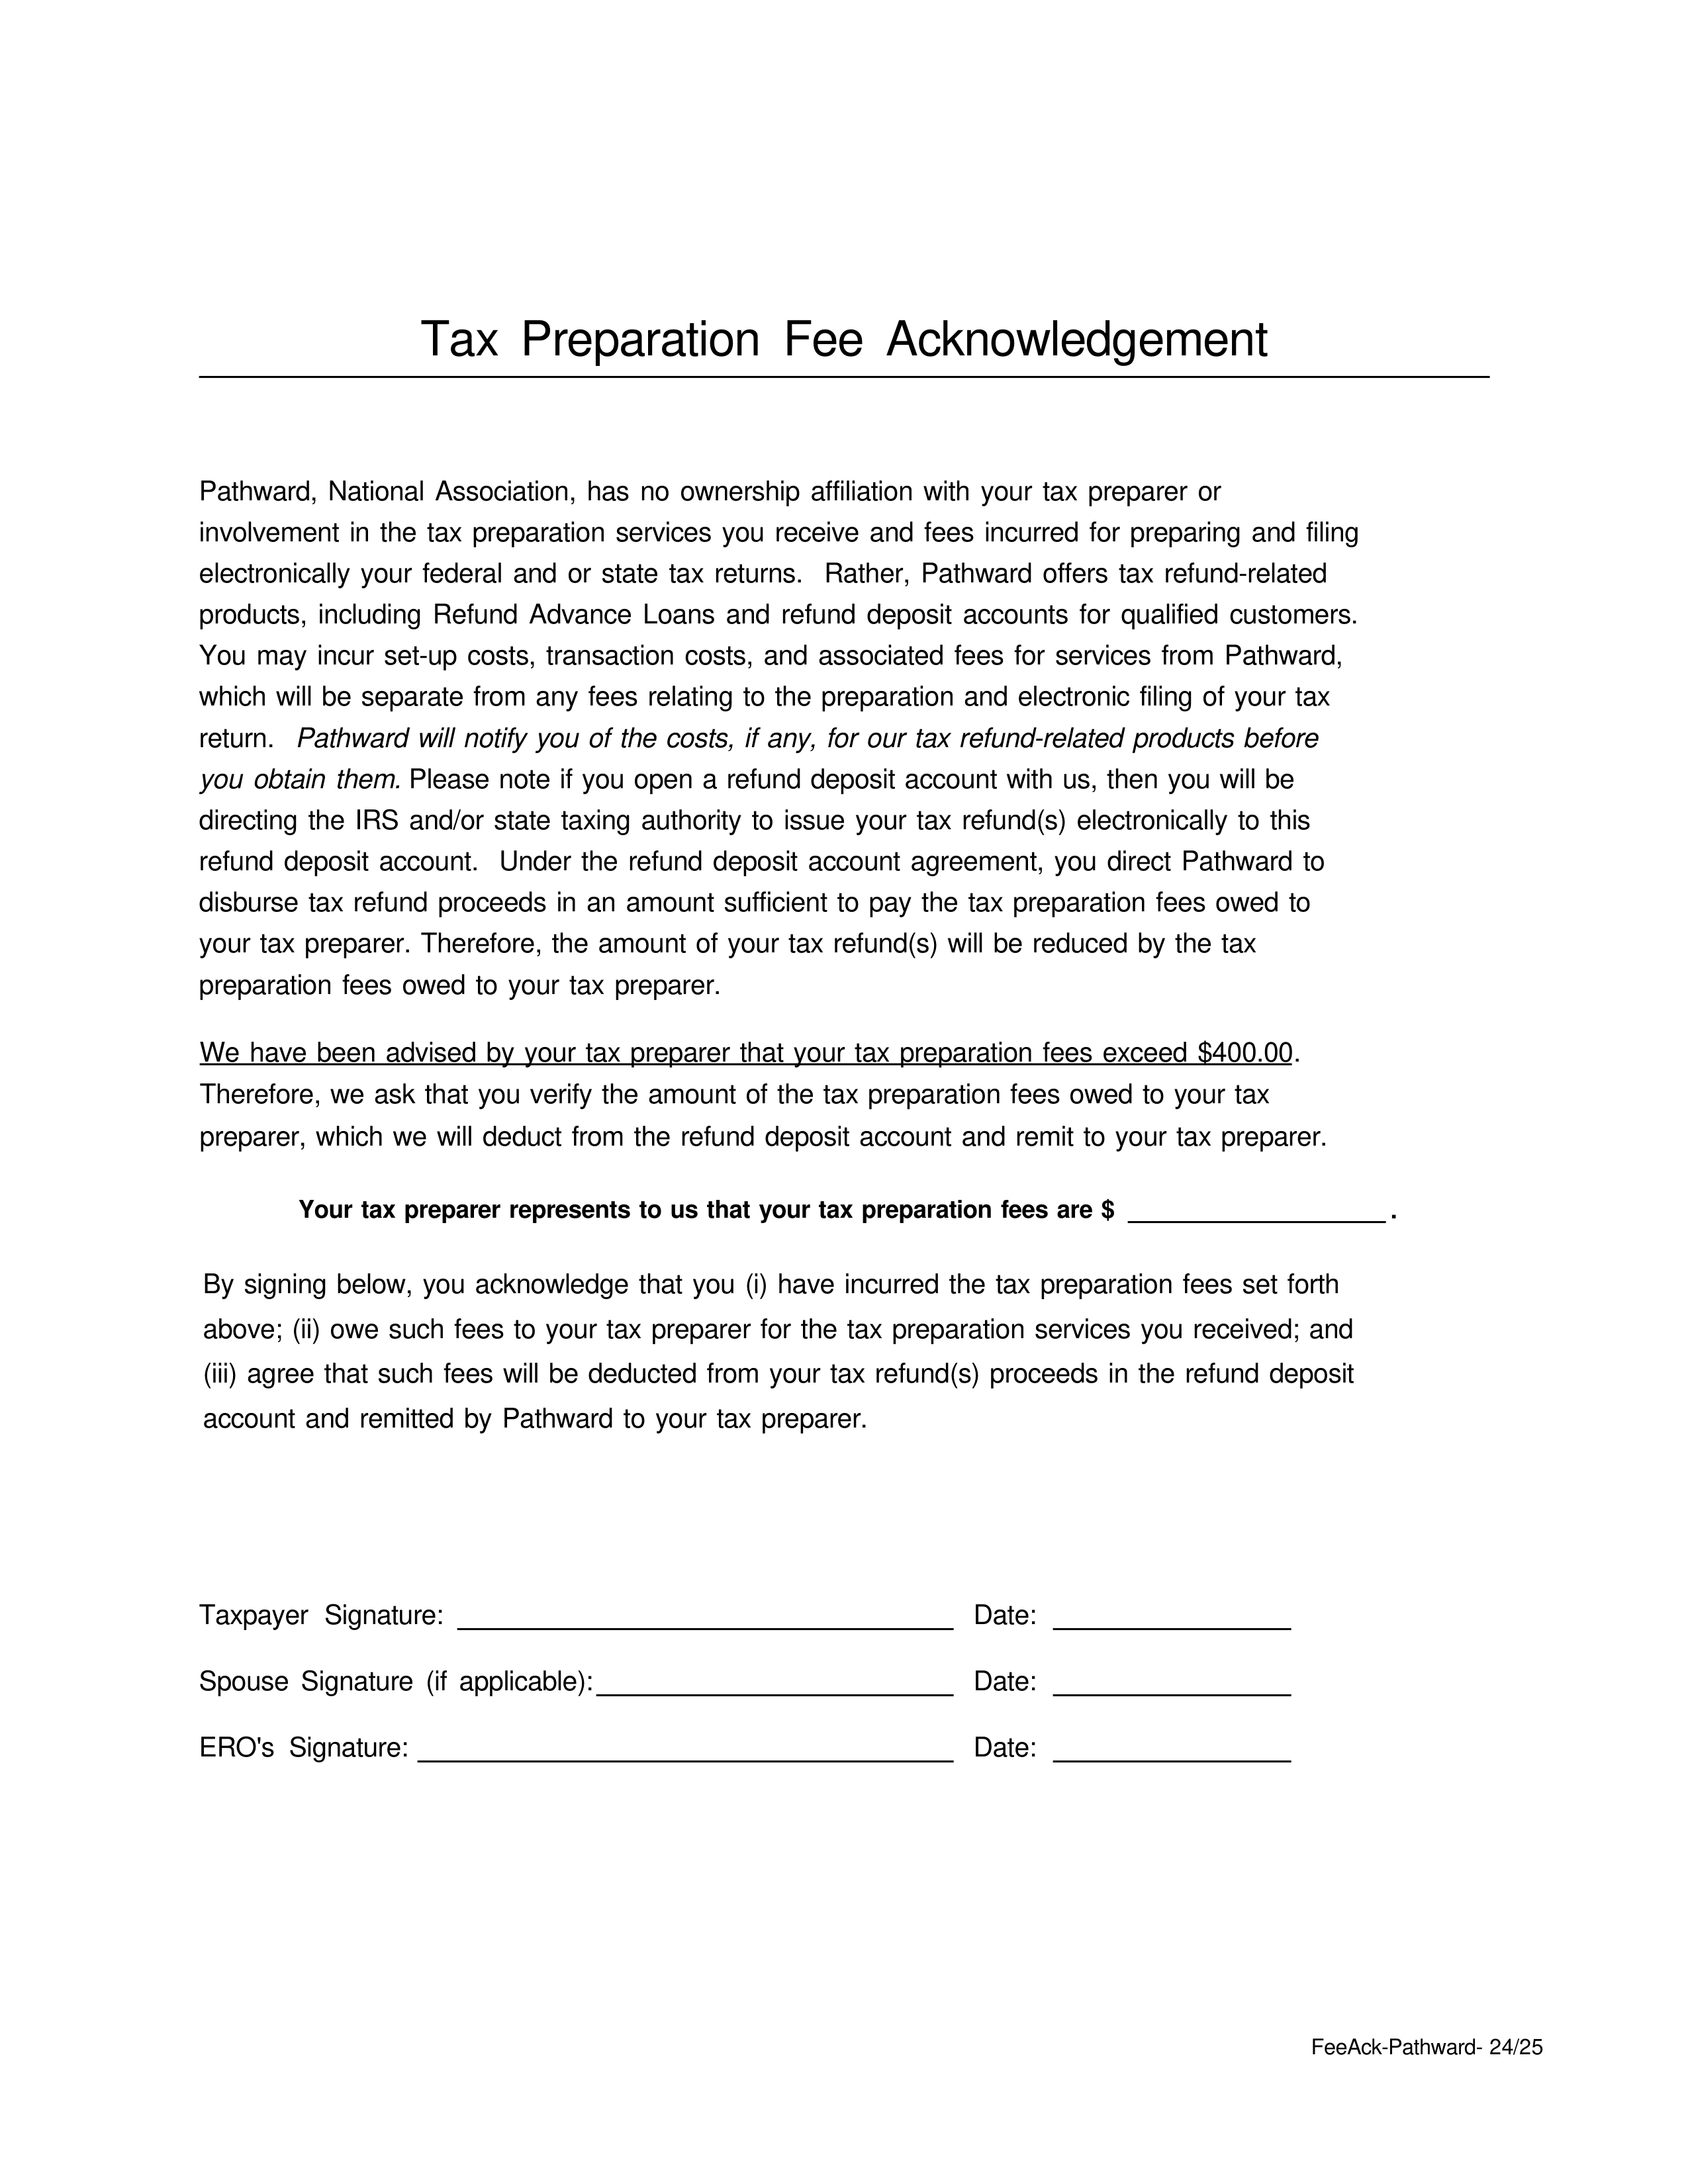 Tax Preparation Fee Acknowledgement
Pathward, National Association, has no ownership affiliation with your tax preparer or
involvement in the tax preparation services you receive and fees incurred for preparing and filing
electronically your federal and or state tax returns. Rather, Pathward offers tax refund-related
products, including Refund Advance Loans and refund deposit accounts for qualified customers.
You may incur set-up costs, transaction costs, and associated fees for services from Pathward,
which will be separate from any fees relating to the preparation and electronic filing of your tax
return. Pathward will notify you of the costs, if any, for our tax refund-related products before
you obtain them. Please note if you open a refund deposit account with us, then you will be
directing the IRS and/or state taxing authority to issue your tax refund(s) electronically to this
refund deposit account. Under the refund deposit account agreement, you direct Pathward to
disburse tax refund proceeds in an amount sufficient to pay the tax preparation fees owed to
your tax preparer. Therefore, the amount of your tax refund(s) will be reduced by the tax
preparation fees owed to your tax preparer.
We have been advised by your tax preparer that your tax preparation fees exceed $400.00.
Therefore, we ask that you verify the amount of the tax preparation fees owed to your tax
preparer, which we will deduct from the refund deposit account and remit to your tax preparer.
Your tax preparer represents to us that your tax preparation fees are $ .
By signing below, you acknowledge that you (i) have incurred the tax preparation fees set forth
above; (ii) owe such fees to your tax preparer for the tax preparation services you received; and
(iii) agree that such fees will be deducted from your tax refund(s) proceeds in the refund deposit
account and remitted by Pathward to your tax preparer.
Taxpayer Signature: Date:
Spouse Signature (if applicable): Date:
ERO's Signature: Date:
FeeAck-Pathward- 24/25